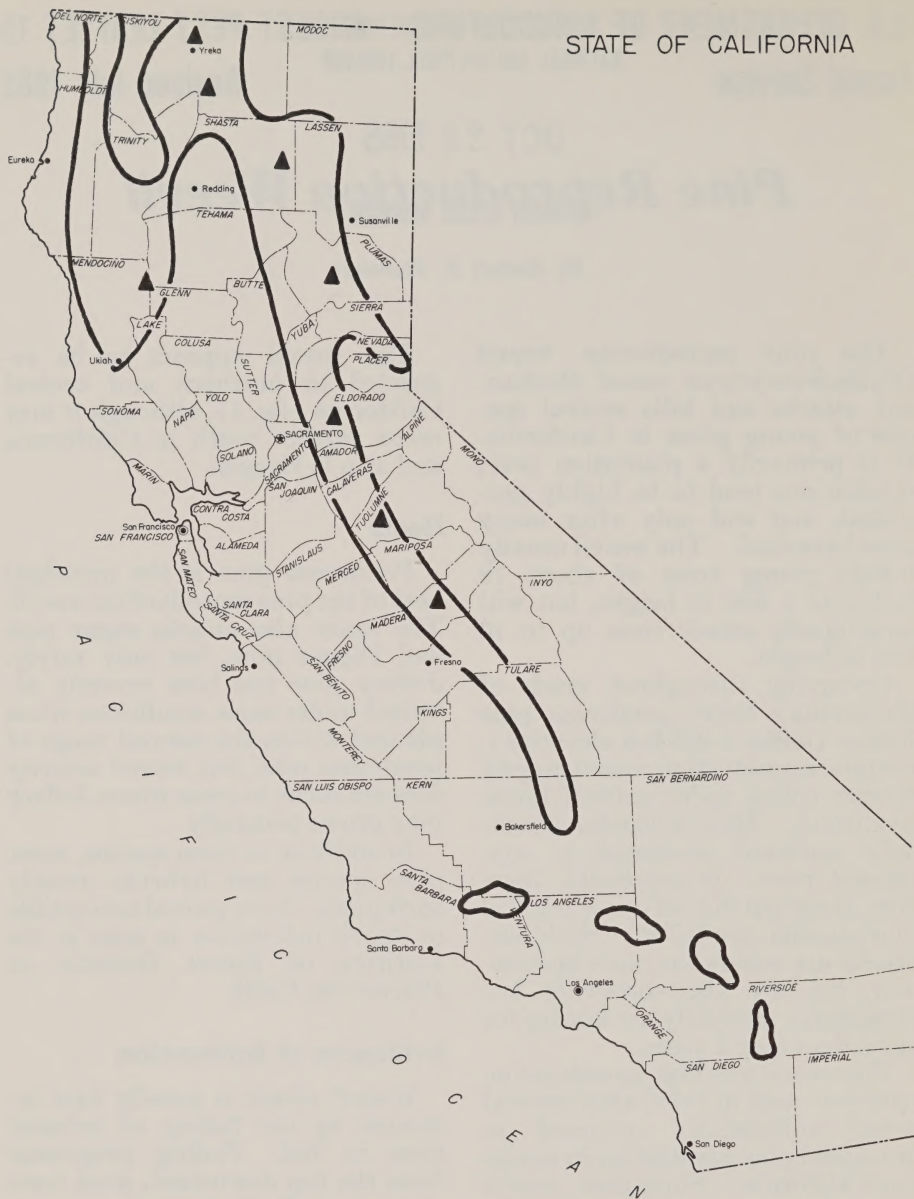 STATE OF CALIFORNIA
DEL NORTE
SISKIYOU
MODOC
Yreka
HUMBOLDT
TRINITY
SHASTA
LASSEN
Eureka
Redding
TEHAMA
Susanville
PLUMAS
MENDOCINO
GLENN
BUTTE
SIERRA
LAKE
COLUSA
YUBA
NEVADA
PLACER
Ukiah
SUTTER
ELDORADO
YOLO
SONOMA
NAPA
SACRAMENTO
SOLANO
SACRAMENTO
AMADOR
ALPINE
MONO
MARIN
SAN JOAQUIN
CALAVERAS
CONTRA COSTA
TUOLUMNE
San Francisco
SAN FRANCISCO
ALAMEDA
STANISLAUS
MARIPOSA
SAN MATEO
MERCED
INYO
SANTA CLARA
SANTA CRUZ
MADERA
Salinas
SAN BENITO
FRESNO
Fresno
TULARE
KINGS
MONTEREY
SAN LUIS OBISPO
KERN
SAN BERNARDINO
Bakersfield
SANTA BARBARA
LOS ANGELES
VENTURA
Santa Barbara
Los Angeles
RIVERSIDE
ORANGE
SAN DIEGO
IMPERIAL
San Diego
PACIFIC
OCEAN